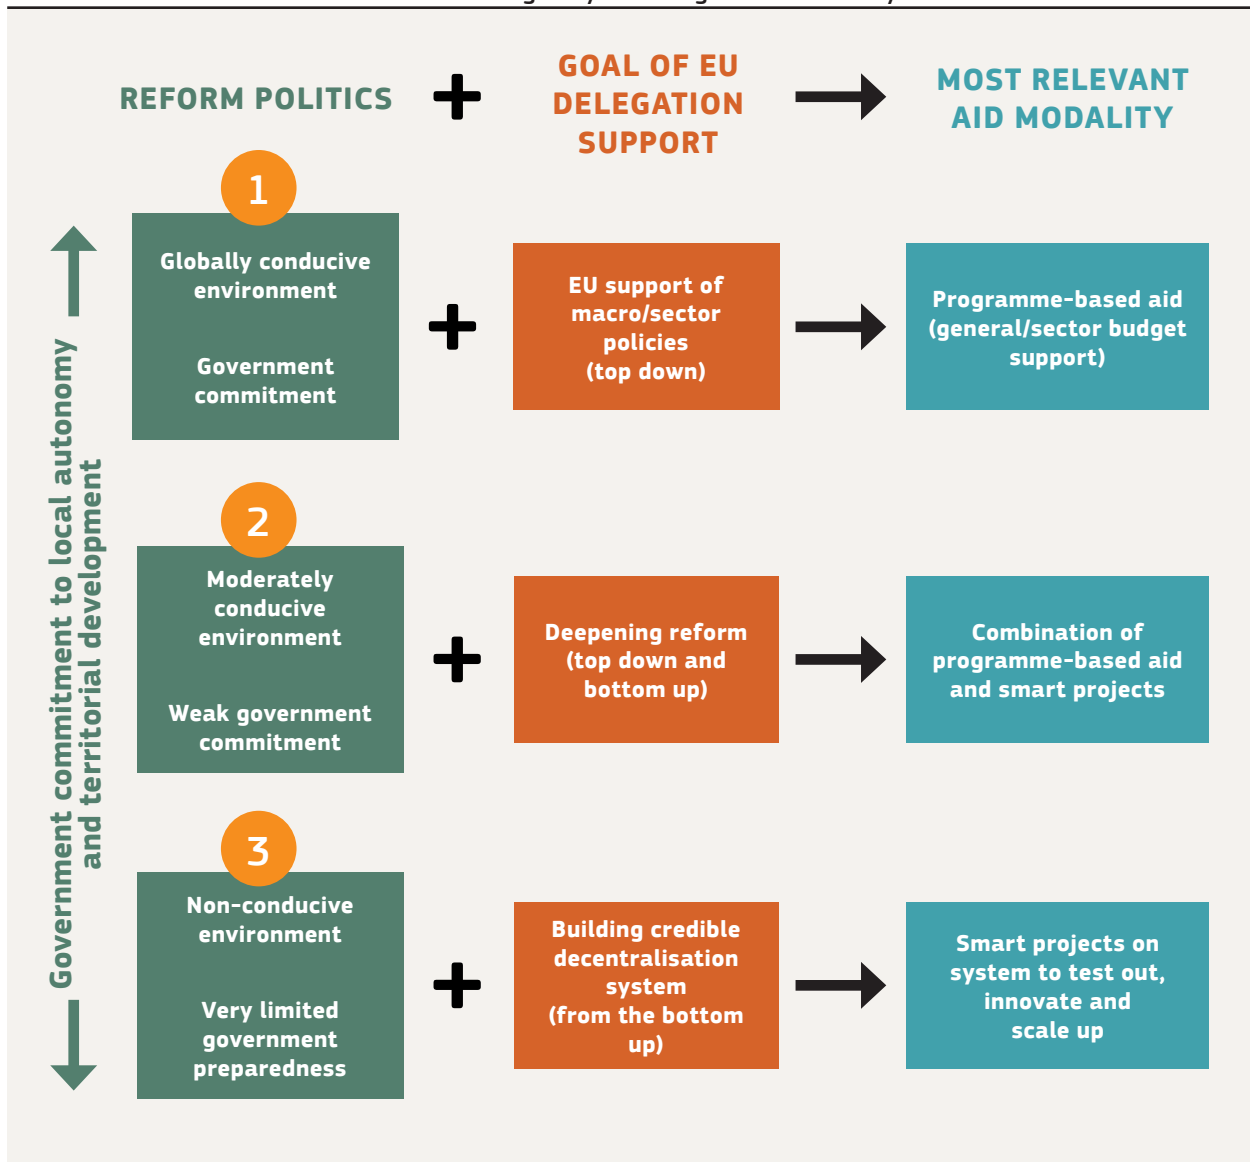 REFORM POLITICS
GOAL OF EU
DELEGATION
SUPPORT
MOST RELEVANT
AID MODALITY
Government commitment to local autonomy
and territorial development
1
Globally conducive
environment
Government
commitment
EU support of
macro/sector
policies
(top down)
Programme-based aid
(general/sector budget
support)
2
Moderately
conducive
environment
Weak government
commitment
Deepening reform
(top down and
bottom up)
Combination of
programme-based aid
and smart projects
3
Non-conducive
environment
Very limited
government
preparedness
Building credible
decentralisation
system
(from the bottom
up)
Smart projects on
system to test out,
innovate and
scale up